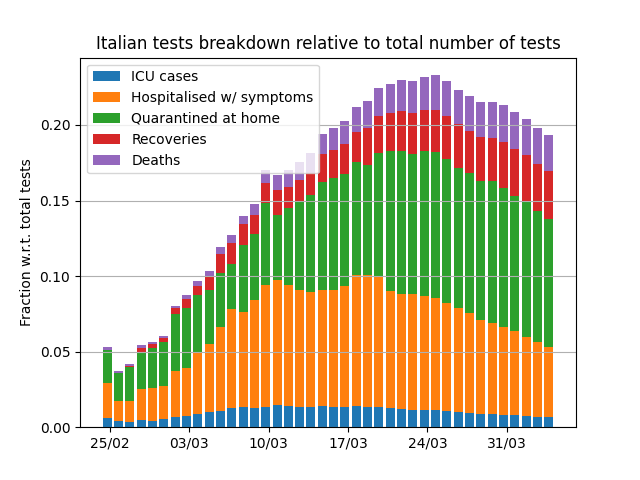 Italian tests breakdown relative to total number of tests
ICU cases
Hospitalised w/ symptoms
Quarantined at home
Recoveries
Deaths
Fraction w.r.t. total tests
0.20
0.15
0.10
0.05
0.00
25/02 03/03 10/03 17/03 24/03 31/03